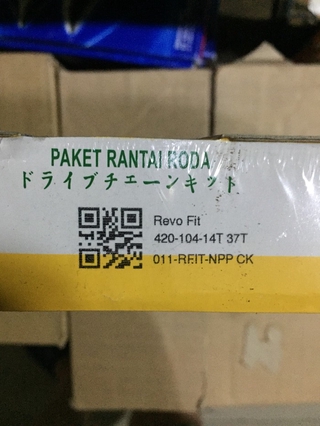 PAKET RANTAI RODA
ドライブチェーンキット
Revo Fit
420-104-14T 37T
011-RFIT-NPP CK